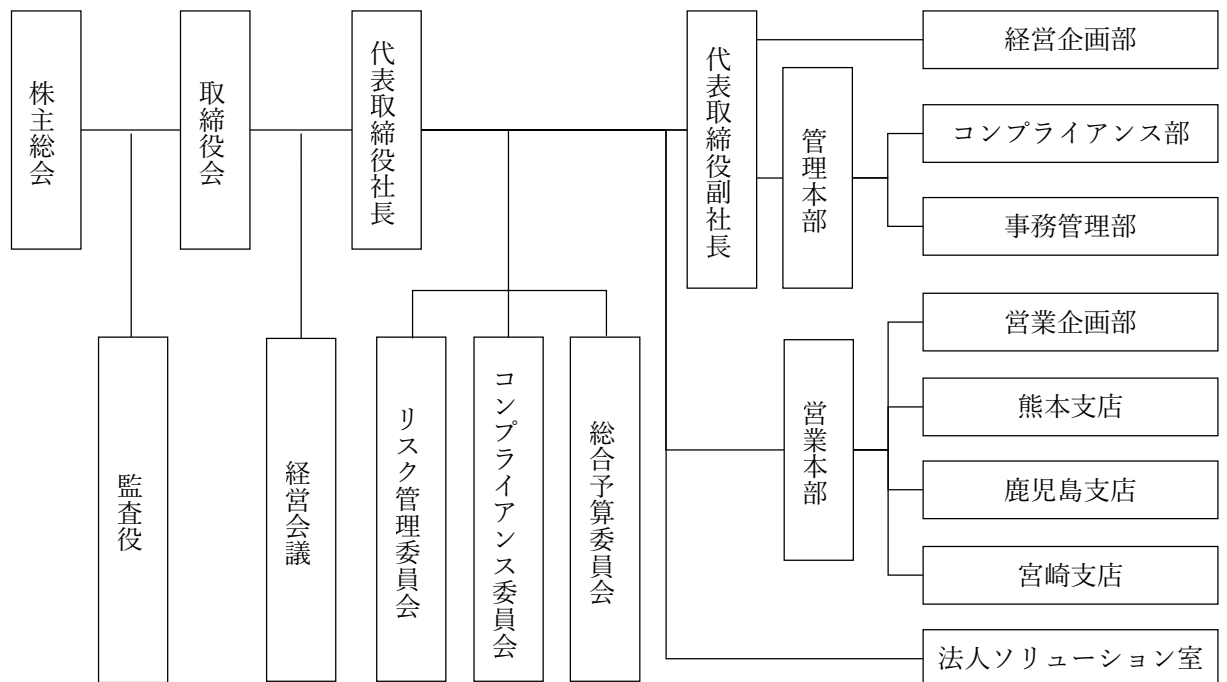 株主総会
取締役会
代表取締役社長
代表取締役副社長
経営企画部
管理本部
コンプライアンス部
事務管理部
営業本部
営業企画部
熊本支店
鹿児島支店
宮崎支店
法人ソリューション室
監査役
経営会議
リスク管理委員会
コンプライアンス委員会
総合予算委員会